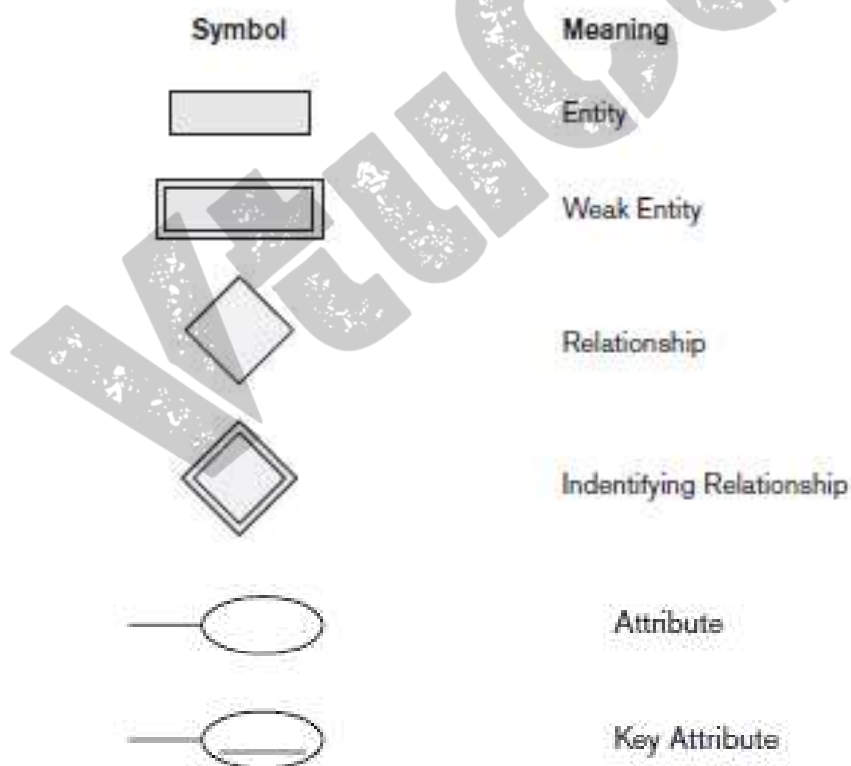 Symbol Meaning
Entity
Weak Entity
Relationship
Indentifying Relationship
Attribute
Key Attribute